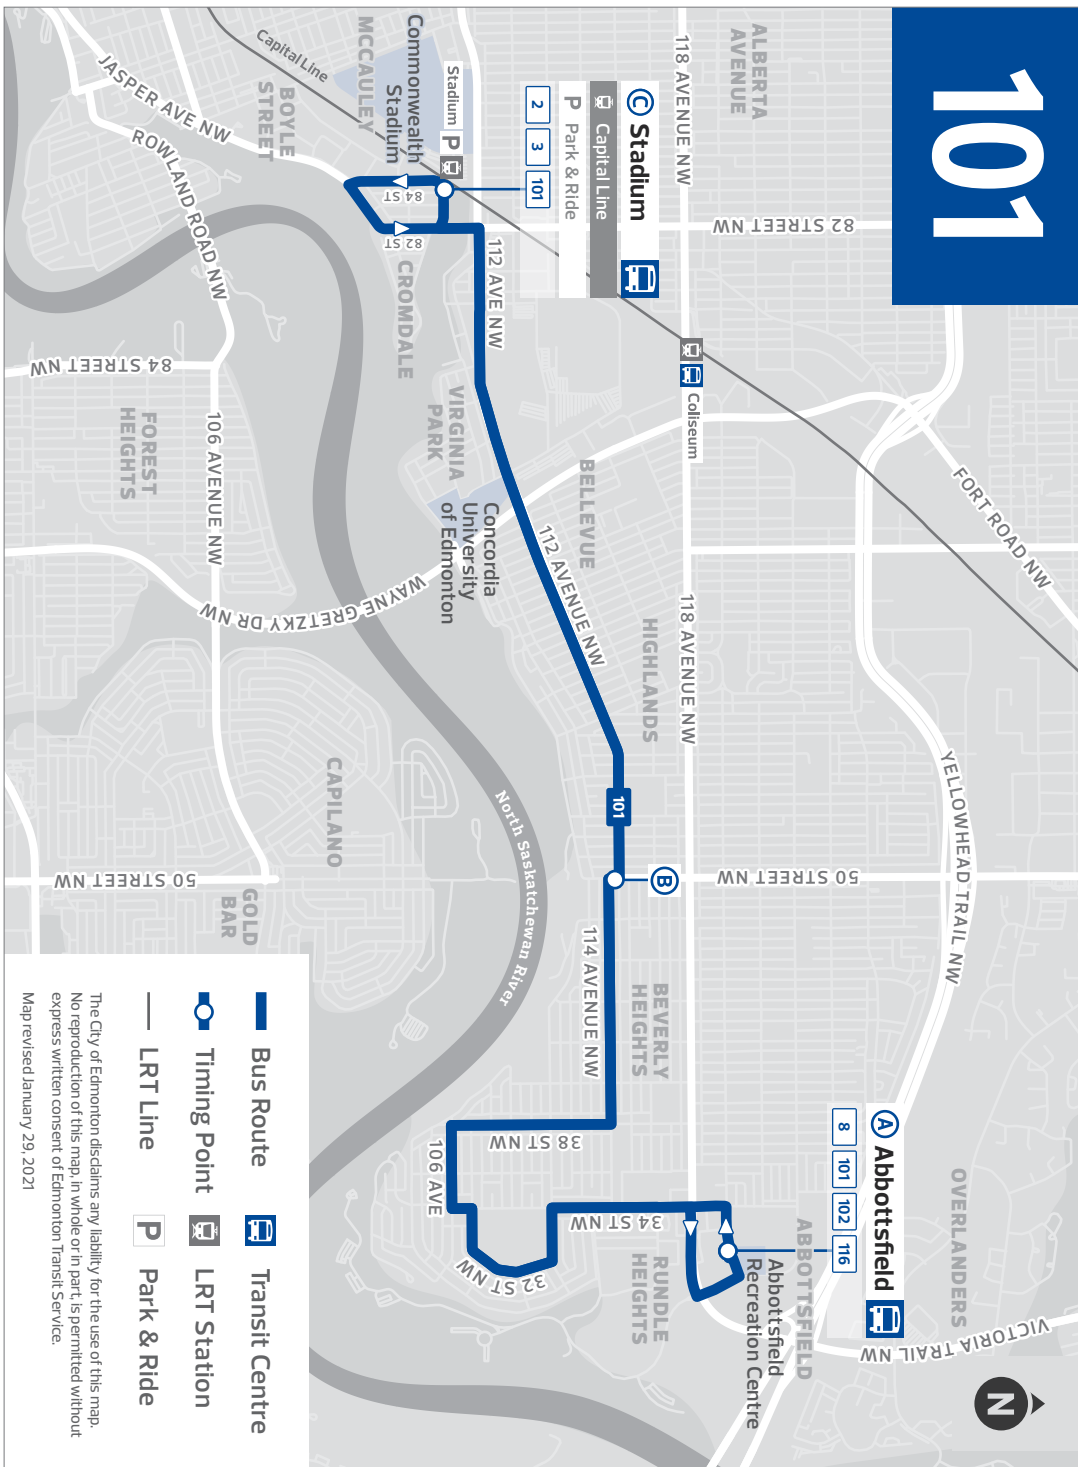 101
ALBERTA
AVENUE
118 AVENUE NW
MCCAULEY
Commonwealth
Stadium
Stadium
P
Capital Line
JASPER AVE NW
BOYLE
STREET
ROWLAND ROAD NW
C Stadium
Capital Line
P Park & Ride
2 3 101
84 ST
82 ST
82 STREET NW
112 AVE NW
CROMDALE
VIRGINIA
PARK
Coliseum
84 STREET NW
FOREST
HEIGHTS
106 AVENUE NW
BELLEVUE
Concordia
University
of Edmonton
112 AVENUE NW
WAYNE GRETZKY DR NW
FORT ROAD NW
118 AVENUE NW
HIGHLANDS
YELLOWHEAD TRAIL NW
CAPILANO
North Saskatchewan River
101
B
50 STREET NW
50 STREET NW
GOLD
BAR
114 AVENUE NW
BEVERLY
HEIGHTS
38 ST NW
106 AVE
32 ST NW
34 ST NW
RUNDLE
HEIGHTS
A Abbottsfield
8 101 102 116
ABBOTTSFIELD
Abbottsfield
Recreation Centre
OVERLANDERS
VICTORIA TRAIL NW
N
Bus Route
Transit Centre
Timing Point
LRT Station
LRT Line
P Park & Ride
The City of Edmonton disclaims any liability for the use of this map.
No reproduction of this map, in whole or in part, is permitted without
express written consent of Edmonton Transit Service.
Map revised January 29, 2021